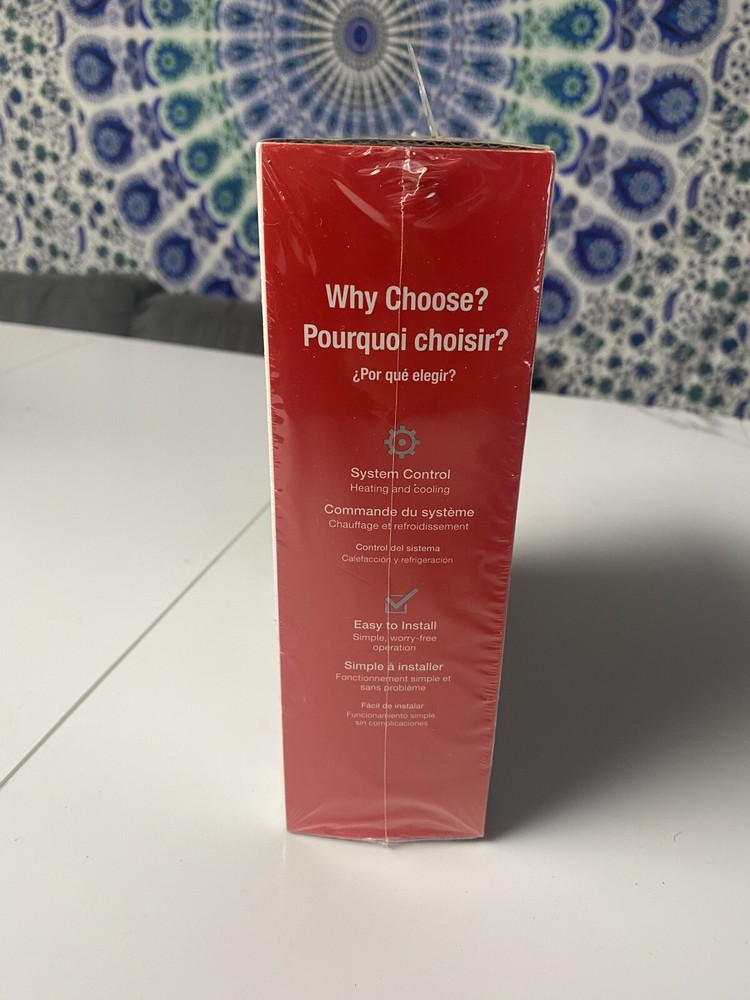 Why Choose?
Pourquoi choisir?
¿Por qué elegir?
System Control
Heating and cooling
Commande du système
Chauffage et refroidissement
Control del sistema
Calefacción y refrigeración
Easy to Install
Simple, worry-free
operation
Simple à installer
Fonctionnement simple et
sans problème
Fácil de instalar
Funcionamiento simple,
sin complicaciones